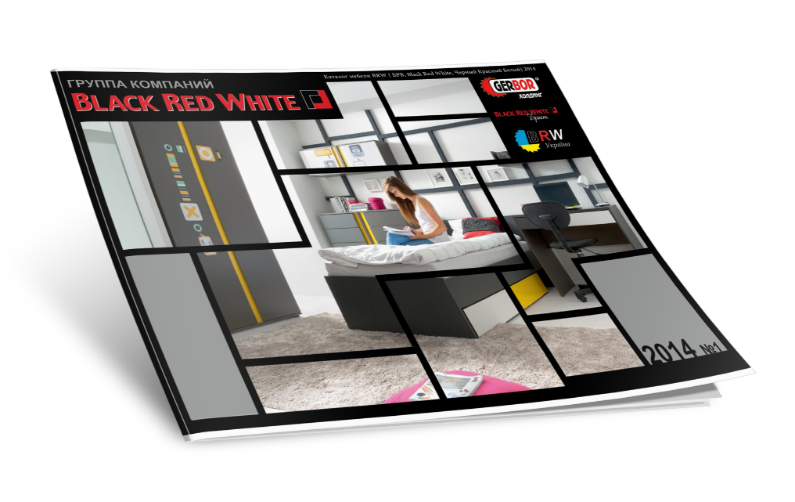 Каталог мебели BRW ( БРВ, Black Red White, Черный Красный Белый) 2014
ГРУППА КОМПАНИЙ
BLACK RED WHITE
GERBOR
ХОЛДИНГ
BLACK RED WHITE
BRW
Україна
2014 №1